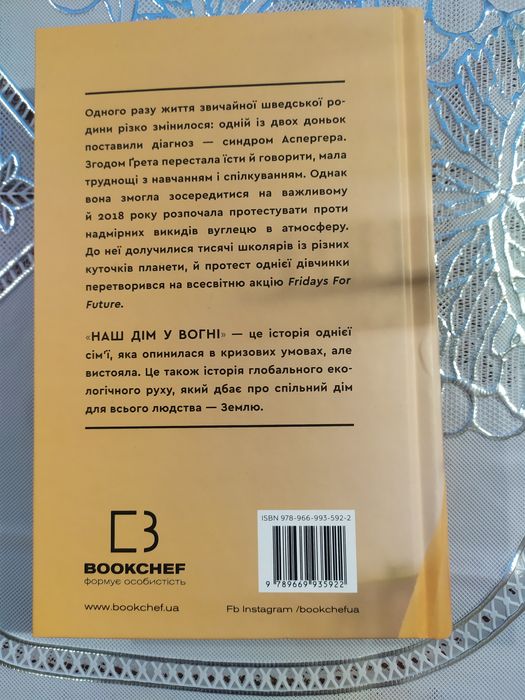 Одного разу життя звичайної шведської ро-
дини різко змінилося: одній із двох доньок
поставили діагноз — синдром Аспергера.
Згодом Ґрета перестала їсти й говорити, мала
труднощі з навчанням і спілкуванням. Однак
вона змогла зосередитися на важливому
й 2018 року розпочала протестувати проти
надмірних викидів вуглецю в атмосферу.
До неї долучилися тисячі школярів із різних
куточків планети, й протест однієї дівчинки
перетворився на всесвітню акцію Fridays For
Future.
«НАШ ДІМ У ВОГНІ» — це історія однієї
сім’ї, яка опинилася в кризових умовах, але
вистояла. Це також історія глобального еко-
логічного руху, який дбає про спільний дім
для всього людства — Землю.
BOOKCHEF
формує особистість
www.bookchef.ua
ISBN 978-966-993-592-2
9 789669 935922
Fb Instagram /bookchefua